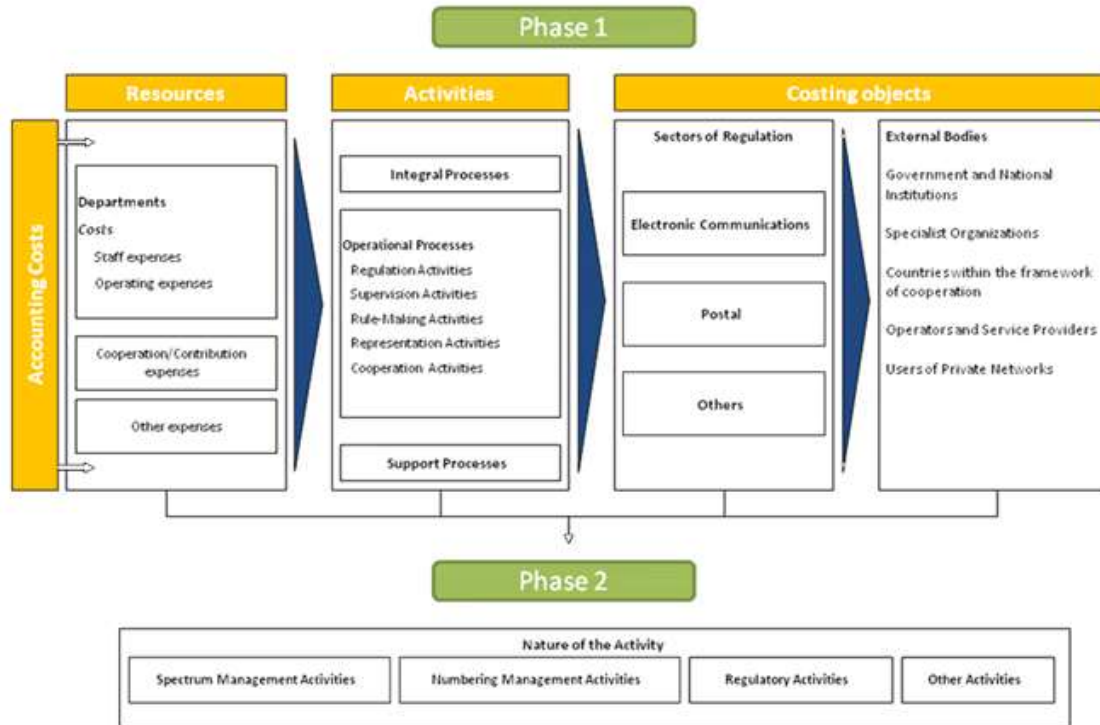 Phase 1
Resources
Activities
Costing objects
Accounting Costs
Departments
Costs
Staff expenses
Operating expenses
Cooperation/Contribution
expenses
Other expenses
Integral Processes
Operational Processes
Regulation Activities
Supervision Activities
Rule-Making Activities
Representation Activities
Cooperation Activities
Support Processes
Sectors of Regulation
Electronic Communications
Postal
Others
External Bodies
Government and National
Institutions
Specialist Organizations
Countries within the framework
of cooperation
Operators and Service Providers
Users of Private Networks
Phase 2
Nature of the Activity
Spectrum Management Activities
Numbering Management Activities
Regulatory Activities
Other Activities